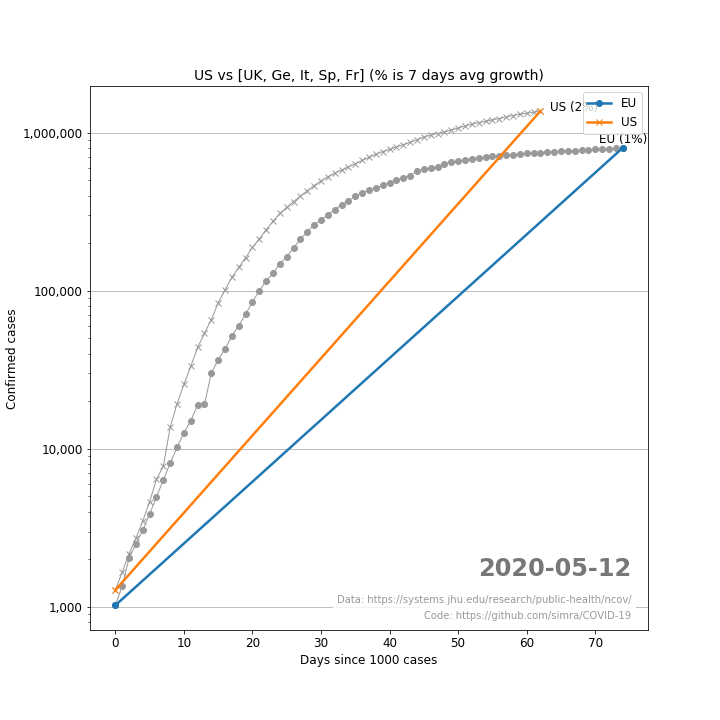 US vs [UK, Ge, It, Sp, Fr] (% is 7 days avg growth)
US (2%)
EU
US
EU (1%)
1,000,000
100,000
10,000
1,000
Confirmed cases
2020-05-12
Data: https://systems.jhu.edu/research/public-health/ncov/
Code: https://github.com/simra/COVID-19
0 10 20 30 40 50 60 70
Days since 1000 cases